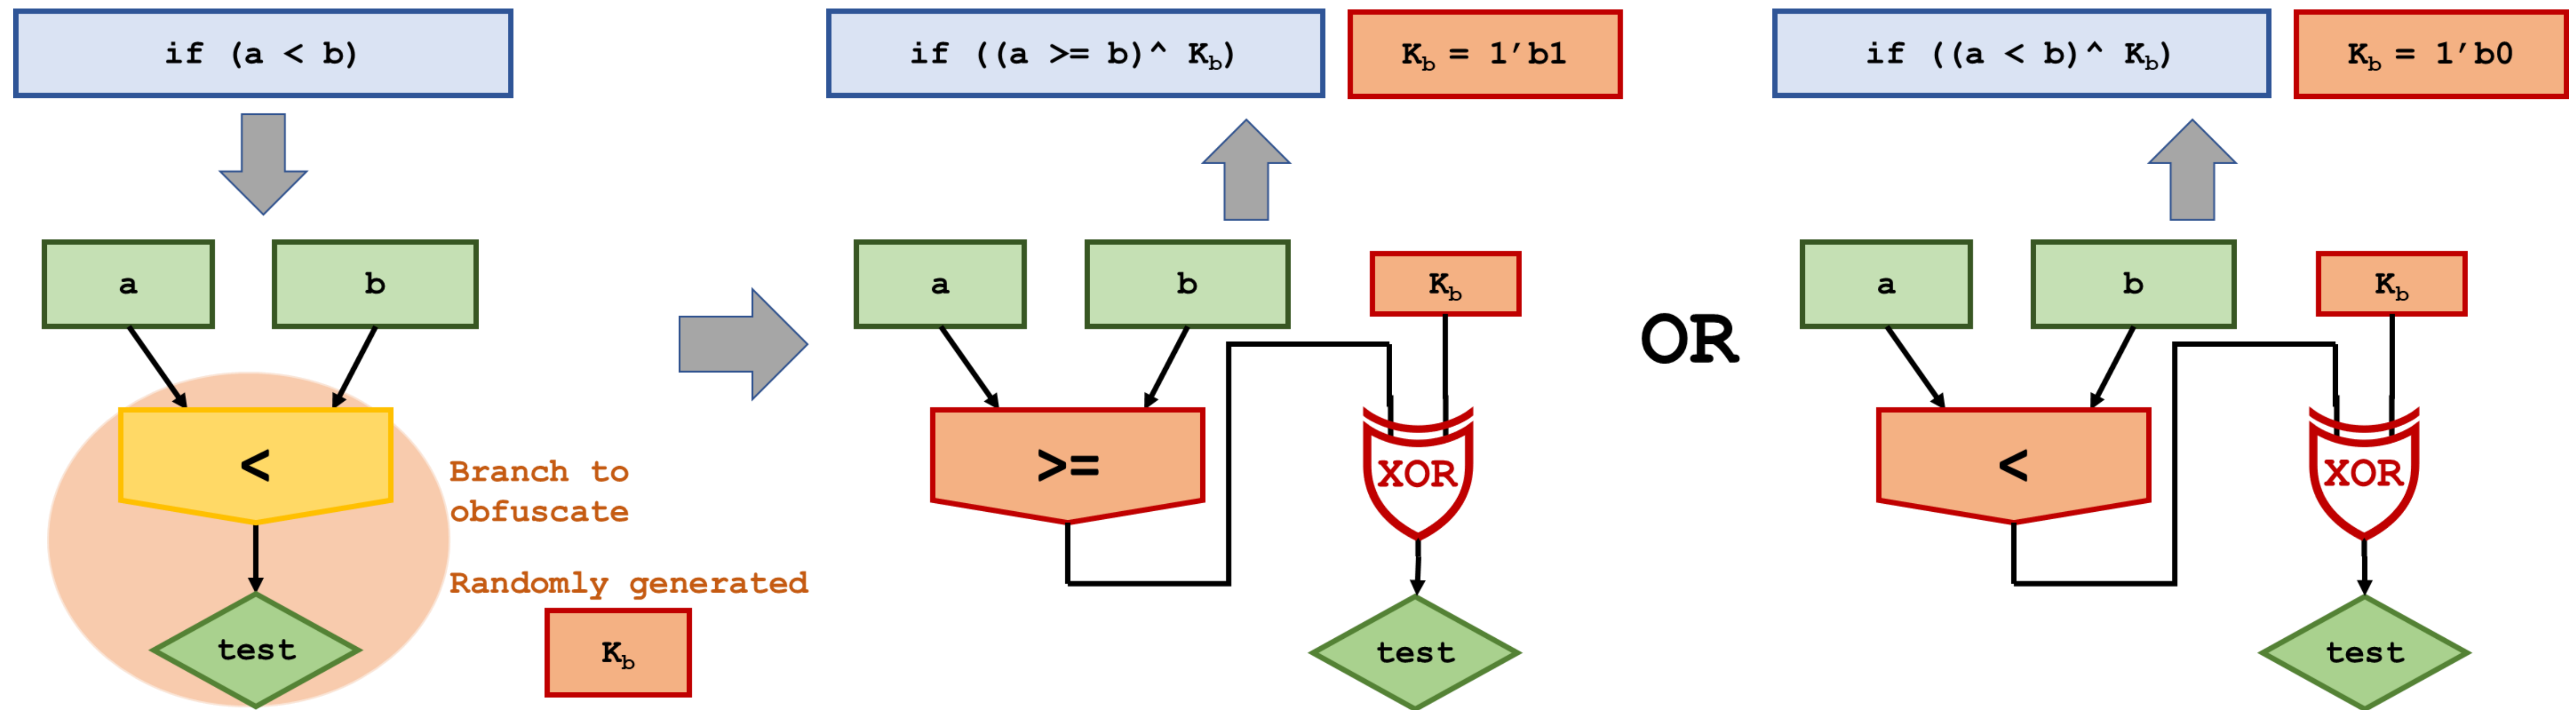 if (a < b)
if ((a >= b)^ Kb)
Kb = 1′b1
if ((a < b)^ Kb)
Kb = 1′b0
a
b
<
Branch to
obfuscate
Randomly generated
Kb
test
a
b
Kb
>=
XOR
test
OR
a
b
Kb
<
XOR
test